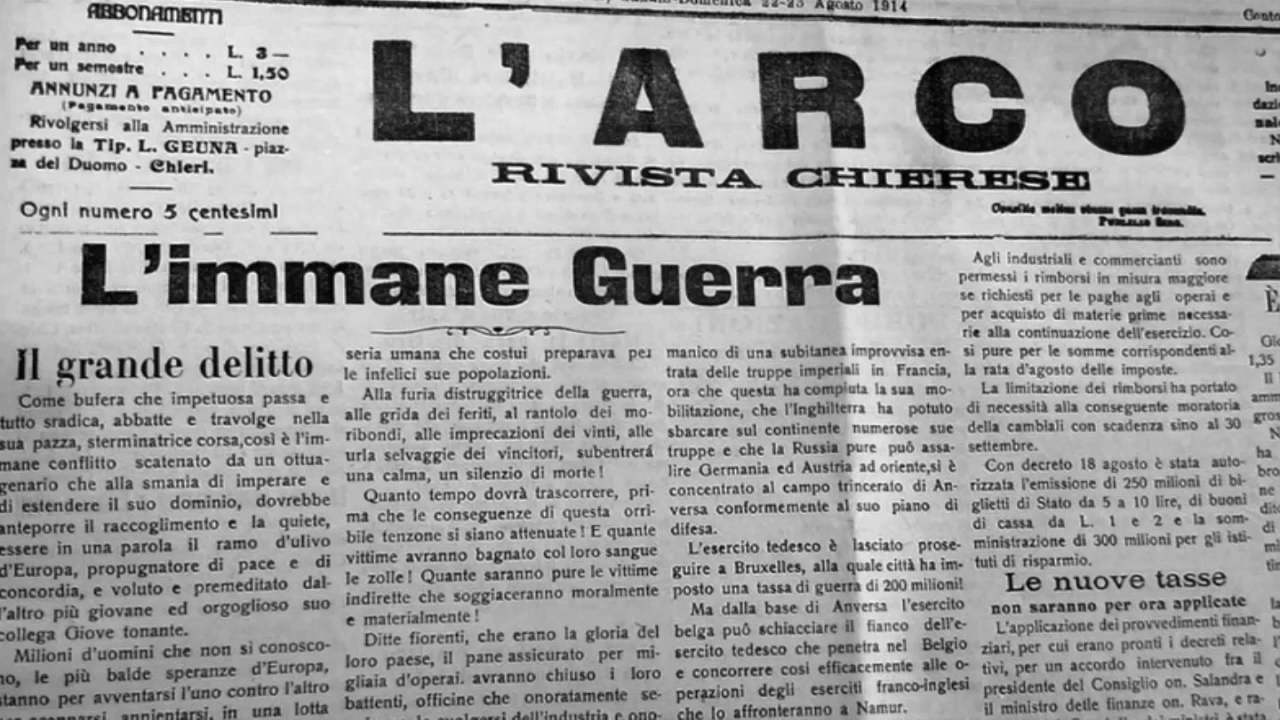 Agosto 1914
ABBONAMENTI
Per un anno . . . . L. 3 —
Per un semestre . . . L. 1,50
ANNUNZI A PAGAMENTO
(Pagamento anticipato)
Rivolgersi alla Amministrazione
presso la Tip. L. GEUNA - piaz-
za del Duomo - Chieri.
Ogni numero 5 centesimi
L'ARCO
RIVISTA CHIERESE
L'immane Guerra
Il grande delitto
Come bufera che impetuosa passa e
tutto sradica, abbatte e travolge nella
sua pazza, sterminatrice corsa, così è l'im-
mane conflitto scatenato da un ottua-
genario che alla smania di imperare e
di estendere il suo dominio, dovrebbe
anteporre il raccoglimento e la quiete,
essere in una parola il ramo d'ulivo
d'Europa, propugnator di pace e di
concordia, e voluto e premeditato dal-
l'altro più giovane ed orgoglioso suo
collega Giove tonante.
Milioni d'uomini che non si conosco-
no, le più balde speranze d'Europa,
stanno per avventarsi l'uno contro l'altro
annientarsi, in una lotta
seria umana che costui preparava per
le infelici sue popolazioni.
Alla furia distruggitrice della guerra,
alle grida dei feriti, al rantolo dei mo-
ribondi, alle imprecazioni dei vinti, alle
urla selvaggie dei vincitori, subentrerà
una calma, un silenzio di morte!
Quanto tempo dovrà trascorrere, pri-
ma che le conseguenze di questa orri-
bile tenzone si siano attenuate! E quante
vittime avranno bagnato col loro sangue
le zolle! Quante saranno pure le vittime
indirette che soggiaceranno moralmente
e materialmente!
Ditte fiorenti, che erano la gloria del
loro paese, il pane assicurato per mi-
gliaia d'operai. avranno chiuso i loro
battenti, officine che onoratamente se-
dell'industria e ono-
manico di una subitanea improvvisa en-
trata delle truppe imperiali in Francia,
ora che questa ha compiuta la sua mo-
bilitazione, che l'Inghilterra ha potuto
sbarcare sul continente numerose sue
truppe e che la Russia pure può assa-
lire Germania ed Austria ad oriente, si è
concentrato al campo trincerato di An-
versa conformemente al suo piano di
difesa.
L'esercito tedesco è lasciato prose-
guire a Bruxelles, alla quale città ha im-
posto una tassa di guerra di 200 milioni!
Ma dalla base di Anversa l'esercito
belga può schiacciare il fianco dell'e-
sercito tedesco che penetra nel Belgio
e concorrere così efficacemente alle o-
perazioni degli eserciti franco-inglesi
che lo affronteranno a Namur.
Agli industriali e commercianti sono
permessi i rimborsi in misura maggiore
se richiesti per le paghe agli operai e
per acquisto di materie prime necessa-
rie alla continuazione dell'esercizio. Co-
si pure per le somme corrispondenti al-
la rata d'agosto delle imposte.
La limitazione dei rimborsi ha portato
di necessità alla conseguente moratoria
della cambiali con scadenza sino al 30
settembre.
Con decreto 18 agosto è stata auto-
rizzata l'emissione di 250 milioni di bi-
glietti di Stato da 5 a 10 lire, di buoni
di cassa da L. 1 e 2 e la som-
ministrazione di 300 milioni per gli isti-
tuti di risparmio.
Le nuove tasse
non saranno per ora applicate
L'applicazione dei provvedimenti finan-
ziari, per cui erano pronti i decreti rela-
tivi, per un accordo intervenuto fra il
presidente del Consiglio on. Salandra e
il ministro delle finanze on. Rava, e ra-